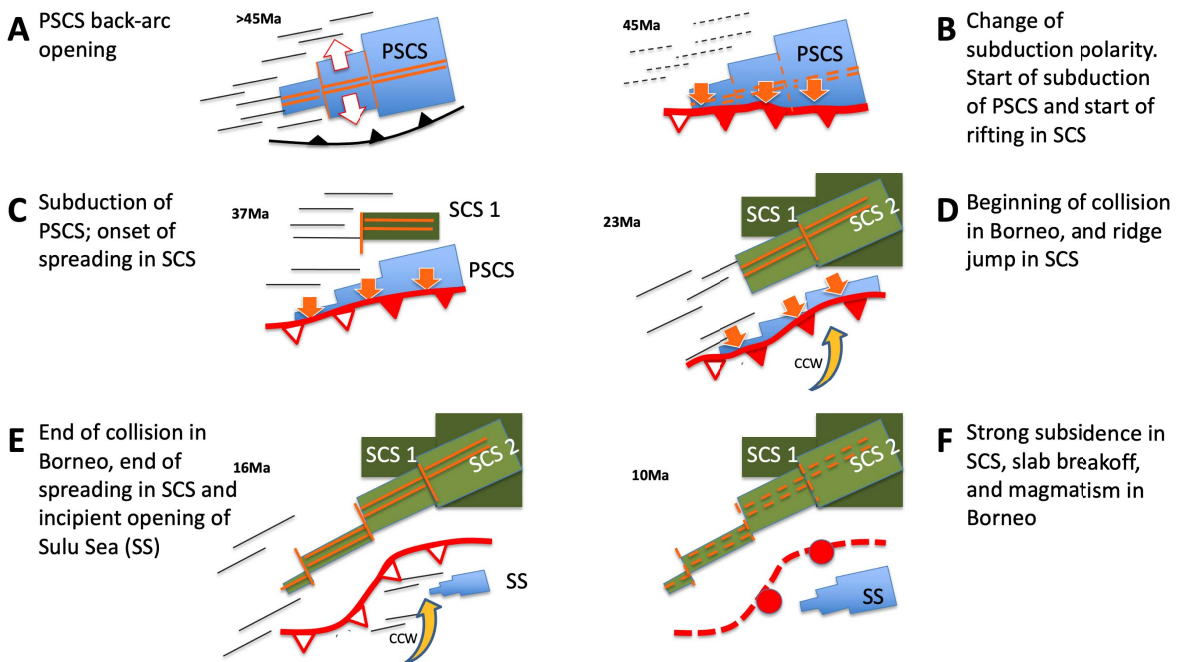 A
PSCS back-arc
opening
>45Ma
PSCS
45Ma
PSCS
B
Change of
subduction polarity.
Start of subduction
of PSCS and start of
rifting in SCS
C
Subduction of
PSCS; onset of
spreading in SCS
37Ma
SCS 1
PSCS
23Ma
SCS 1
SCS 2
CCW
D
Beginning of collision
in Borneo, and ridge
jump in SCS
E
End of collision in
Borneo, end of
spreading in SCS and
incipient opening of
Sulu Sea (SS)
16Ma
SCS 1
SCS 2
SS
CCW
10Ma
SCS 1
SCS 2
SS
F
Strong subsidence in
SCS, slab breakoff,
and magmatism in
Borneo